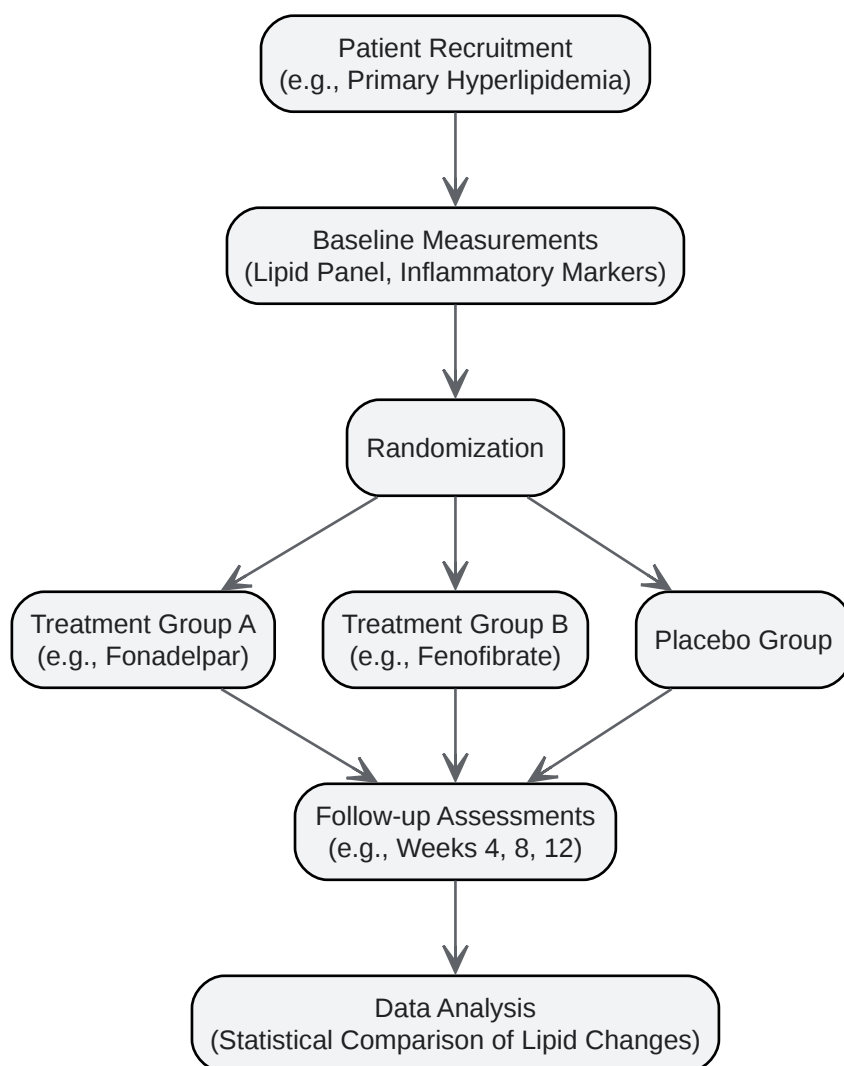 Patient Recruitment
(e.g., Primary Hyperlipidemia)
Baseline Measurements
(Lipid Panel, Inflammatory Markers)
Randomization
Treatment Group A
(e.g., Fonadelpar)
Treatment Group B
(e.g., Fenofibrate)
Placebo Group
Follow-up Assessments
(e.g., Weeks 4, 8, 12)
Data Analysis
(Statistical Comparison of Lipid Changes)